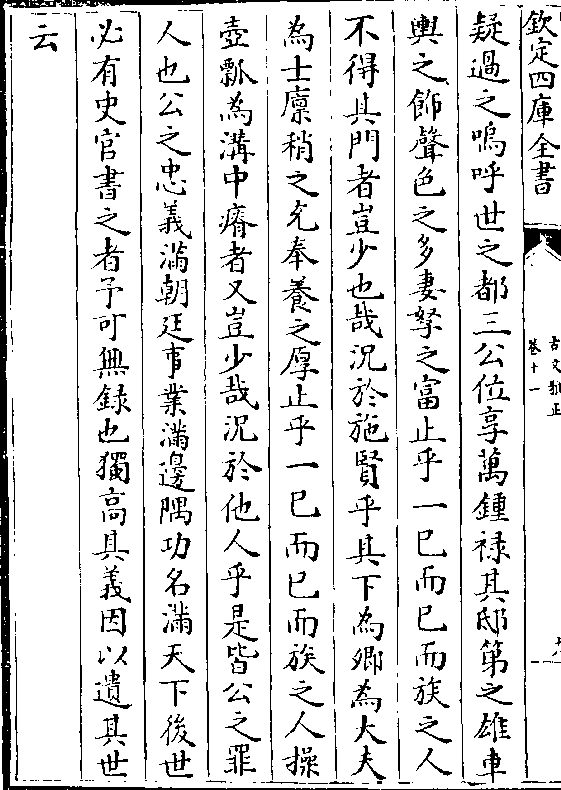 欽定四庫全書
古文雅正
卷十一
疑過之嗚呼世之都三公位享萬鍾禄其邸第之雄車
輿之飾聲色之多妻孥之富止乎一已而已而族之人
不得其門者豈少也哉況於施賢乎其下為卿為大夫
為士廩稍之充奉養之厚止乎一已而已而族之人操
壺瓢為溝中瘠者又豈少哉況於他人乎是皆公之罪
人也公之忠義滿朝廷事業滿邊隅功名滿天下後世
必有史官書之者予可無録也獨高其義因以遺其世
云